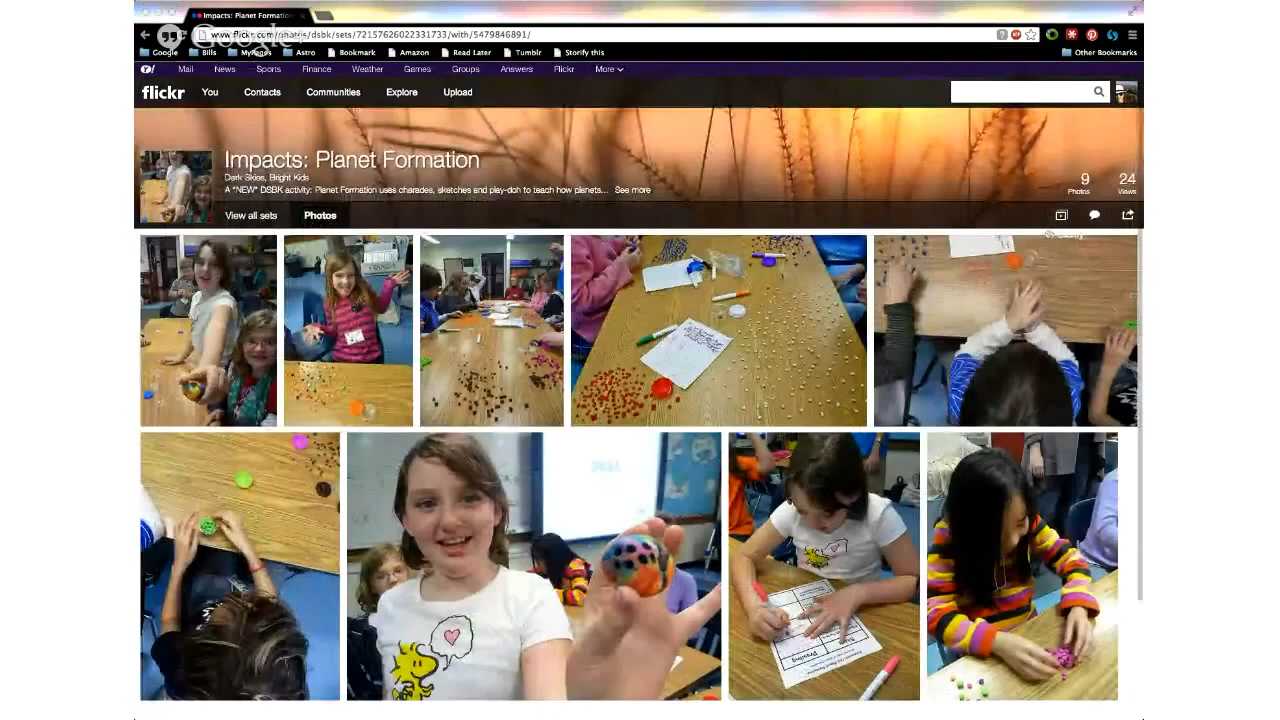 Impacts: Planet Formation
Google+
www.flickr.com/photos/dsbk/sets/72157626022331733/with/5479846891/
Google Bills MyPages Astro Bookmark Amazon Read Later Tumblr Storify this Other Bookmarks
Y! Mail News Sports Finance Weather Games Groups Answers Flickr More
flickr You Contacts Communities Explore Upload
Impacts: Planet Formation
Dark Skies, Bright Kids
A *NEW* DSBK activity: Planet Formation uses charades, sketches and play-doh to teach how planets... See more
9 24
Photos Views
View all sets Photos
Drawing